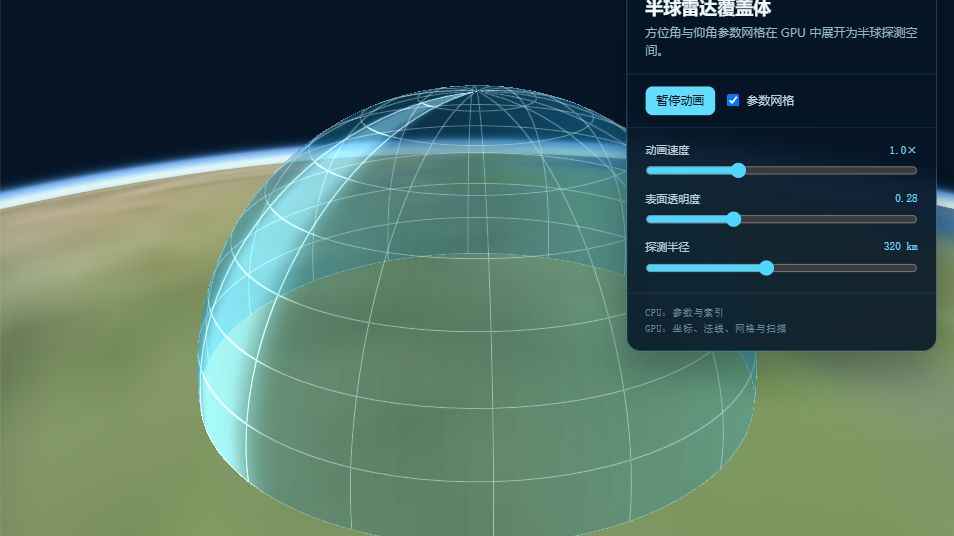 半球雷达覆盖体
方位角与仰角参数网格在 GPU 中展开为半球探测空
间。
暂停动画
参数网格
动画速度 1.0×
表面透明度 0.28
探测半径 320 km
CPU: 参数与索引
GPU: 坐标、法线、网格与扫描